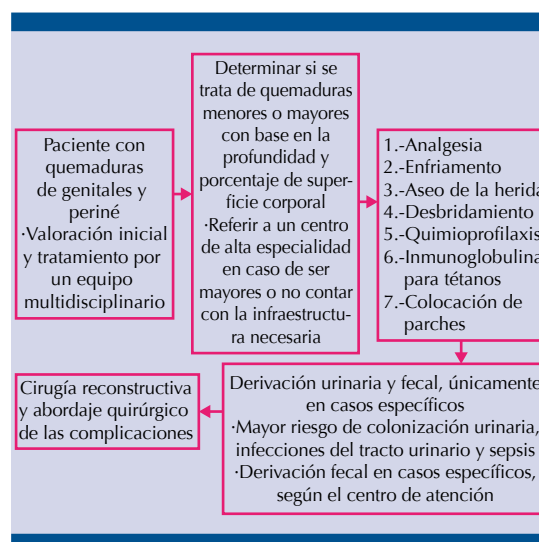 Paciente con
quemaduras
de genitales y
periné
·Valoración inicial
y tratamiento por
un equipo
multidisciplinario
Determinar si se
trata de quemaduras
menores o mayores
con base en la
profundidad y
porcentaje de super-
ficie corporal
·Referir a un centro
de alta especialidad
en caso de ser
mayores o no contar
con la infraestructu-
ra necesaria
1.-Analgesia
2.-Enfriamento
3.-Aseo de la herida
4.-Desbridamiento
5.-Quimioprofilaxis
6.-Inmunoglobulina
para tétanos
7.-Colocación de
parches
Derivación urinaria y fecal, únicamente
en casos específicos
·Mayor riesgo de colonización urinaria,
infecciones del tracto urinario y sepsis
·Derivación fecal en casos específicos,
según el centro de atención
Cirugía reconstructiva
y abordaje quirúrgico
de las complicaciones